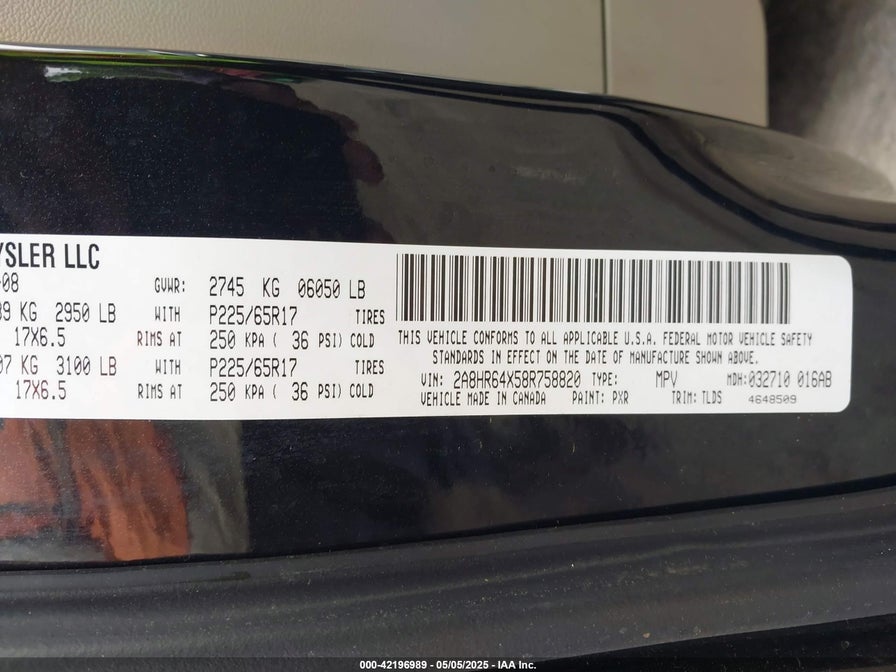 YSLER LLC
-08 GVWR: 2745 KG 06050 LB
39 KG 2950 LB WITH P225/65R17 TIRES
17X6.5 RIMS AT 250 KPA ( 36 PSI) COLD
07 KG 3100 LB WITH P225/65R17 TIRES
17X6.5 RIMS AT 250 KPA ( 36 PSI) COLD
THIS VEHICLE CONFORMS TO ALL APPLICABLE U.S.A. FEDERAL MOTOR VEHICLE SAFETY
STANDARDS IN EFFECT ON THE DATE OF MANUFACTURE SHOWN ABOVE.
VIN: 2A8HR64X58R758820 TYPE: MPV MDH:032710 016AB
VEHICLE MADE IN CANADA PAINT: PXR TRIM: TLDS 4648509
000-42196989 - 05/05/2025 - IAA Inc.